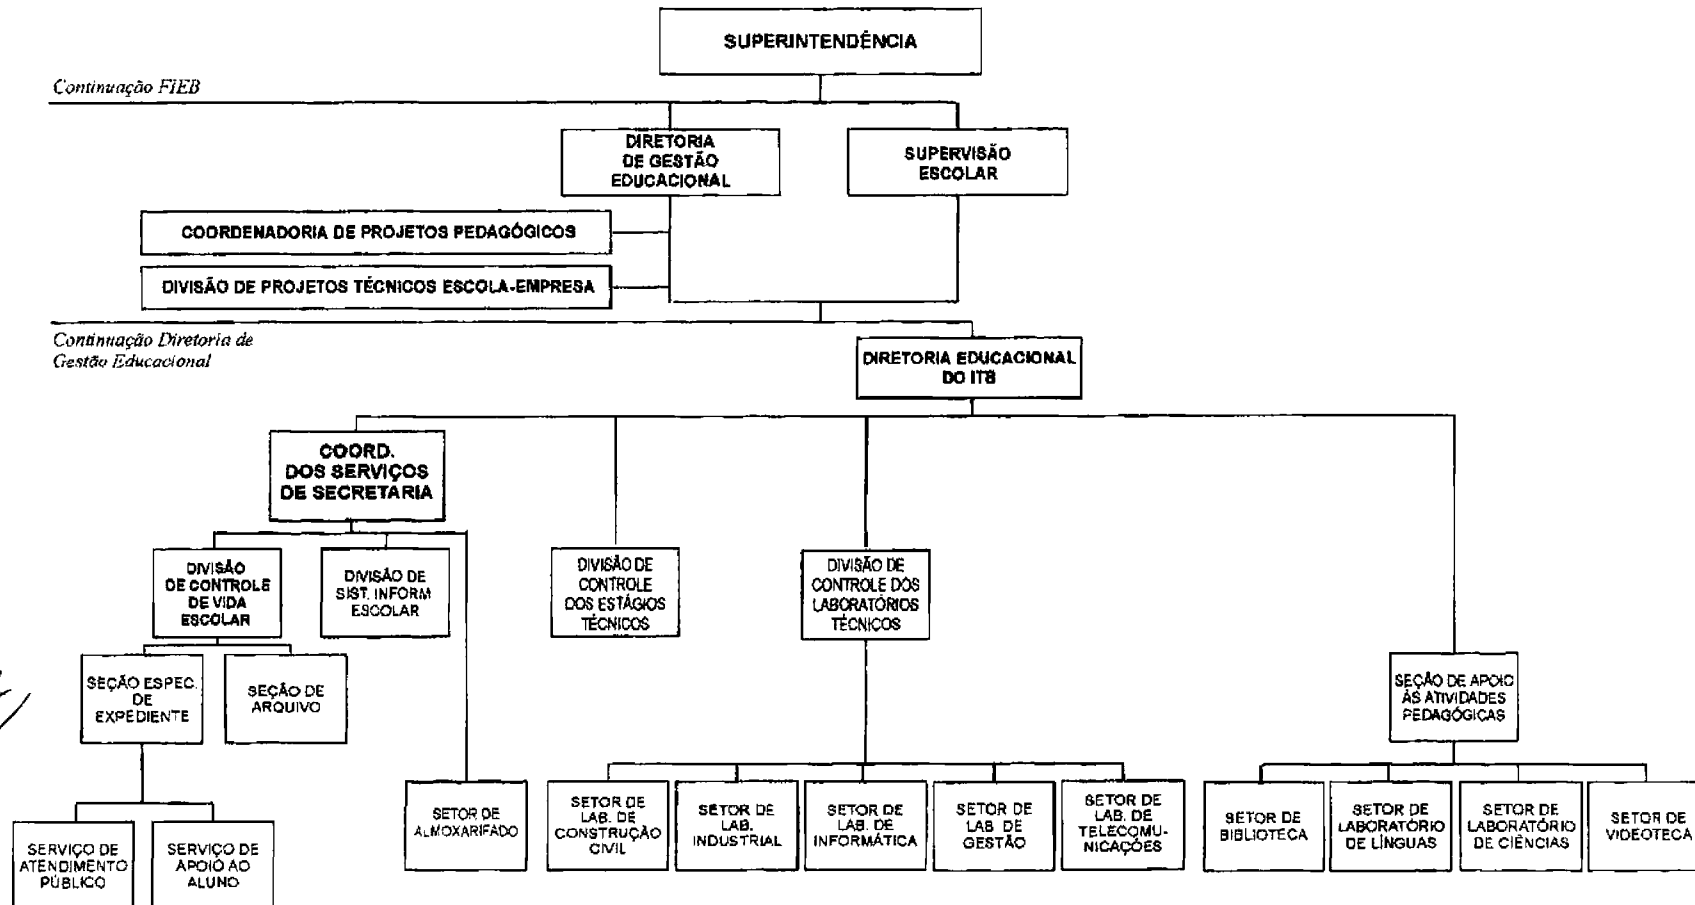 SUPERINTENDÊNCIA
Continuação FIEB
DIRETORIA
DE GESTÃO
EDUCACIONAL
SUPERVISÃO
ESCOLAR
COORDENADORIA DE PROJETOS PEDAGÓGICOS
DIVISÃO DE PROJETOS TÉCNICOS ESCOLA-EMPRESA
Continuação Diretoria de
Gestão Educacional
DIRETORIA EDUCACIONAL
DO ITB
COORD.
DOS SERVIÇOS
DE SECRETARIA
DIVISÃO
DE CONTROLE
DE VIDA
ESCOLAR
DIVISÃO DE
SIST. INFORM
ESCOLAR
DIVISÃO DE
CONTROLE
DOS ESTÁGIOS
TÉCNICOS
DIVISÃO DE
CONTROLE DOS
LABORATÓRIOS
TÉCNICOS
SEÇÃO ESPEC.
DE
EXPEDIENTE
SEÇÃO DE
ARQUIVO
SEÇÃO DE APOIO
ÀS ATIVIDADES
PEDAGÓGICAS
SERVIÇO DE
ATENDIMENTO
PÚBLICO
SERVIÇO DE
APOIO AO
ALUNO
SETOR DE
ALMOXARIFADO
SETOR DE
LAB. DE
CONSTRUÇÃO
CIVIL
SETOR DE
LAB.
INDUSTRIAL
SETOR DE
LAB. DE
INFORMÁTICA
SETOR DE
LAB. DE
GESTÃO
SETOR DE
LAB. DE
TELECOMU-
NICAÇÕES
SETOR DE
BIBLIOTECA
SETOR DE
LABORATÓRIO
DE LÍNGUAS
SETOR DE
LABORATÓRIO
DE CIÊNCIAS
SETOR DE
VIDEOTECA